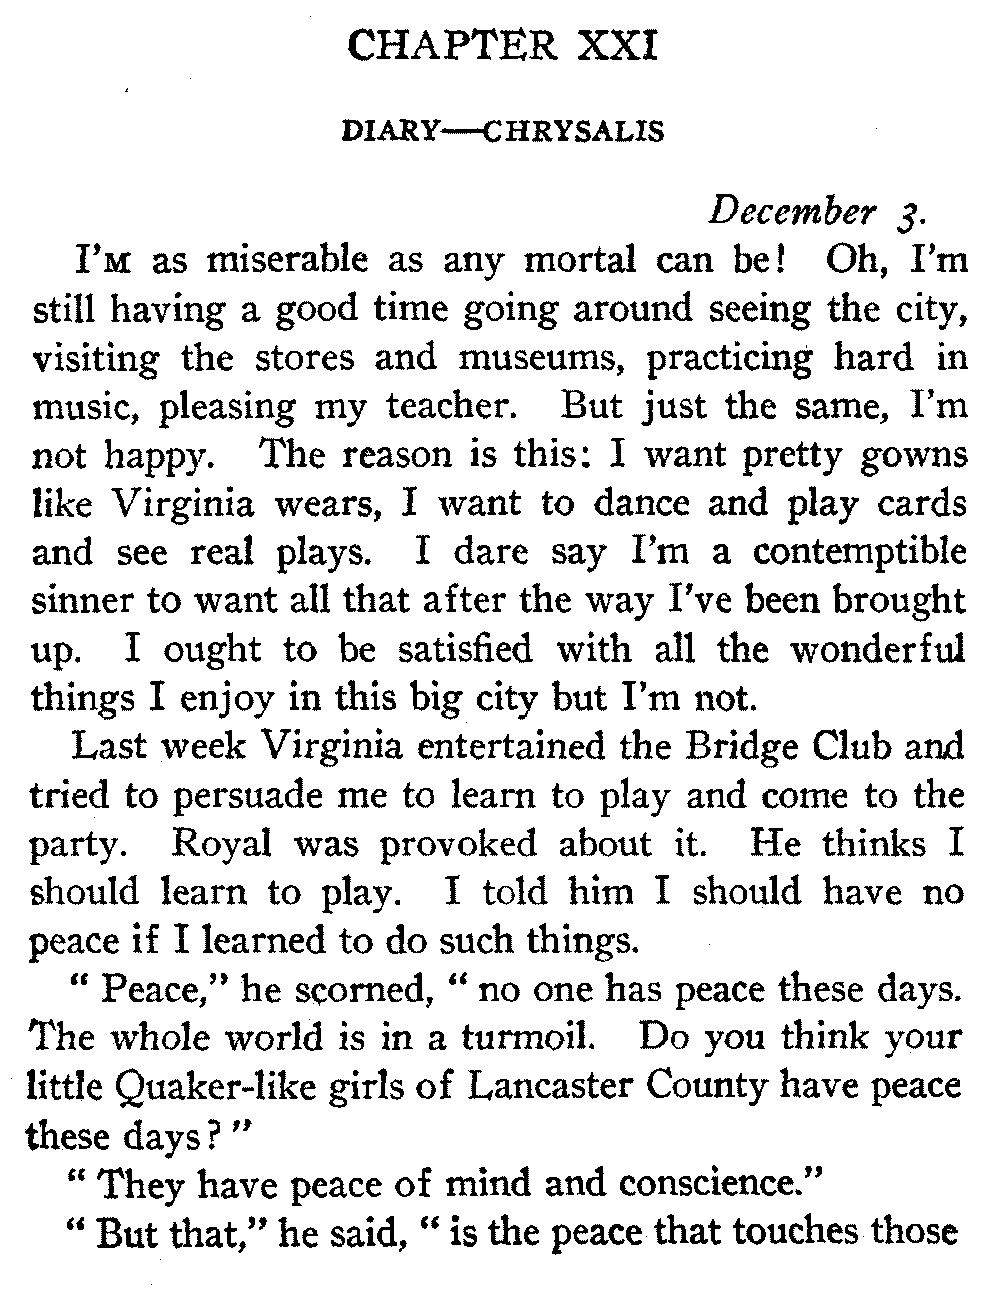 CHAPTER XXI
DIARY—CHRYSALIS
December 3.
I'M as miserable as any mortal can be! Oh, I'm
still having a good time going around seeing the city,
visiting the stores and museums, practicing hard in
music, pleasing my teacher. But just the same, I'm
not happy. The reason is this: I want pretty gowns
like Virginia wears, I want to dance and play cards
and see real plays. I dare say I'm a contemptible
sinner to want all that after the way I've been brought
up. I ought to be satisfied with all the wonderful
things I enjoy in this big city but I'm not.
Last week Virginia entertained the Bridge Club and
tried to persuade me to learn to play and come to the
party. Royal was provoked about it. He thinks I
should learn to play. I told him I should have no
peace if I learned to do such things.
" Peace," he scorned, " no one has peace these days.
The whole world is in a turmoil. Do you think your
little Quaker-like girls of Lancaster County have peace
these days? "
" They have peace of mind and conscience."
" But that," he said, " is the peace that touches those